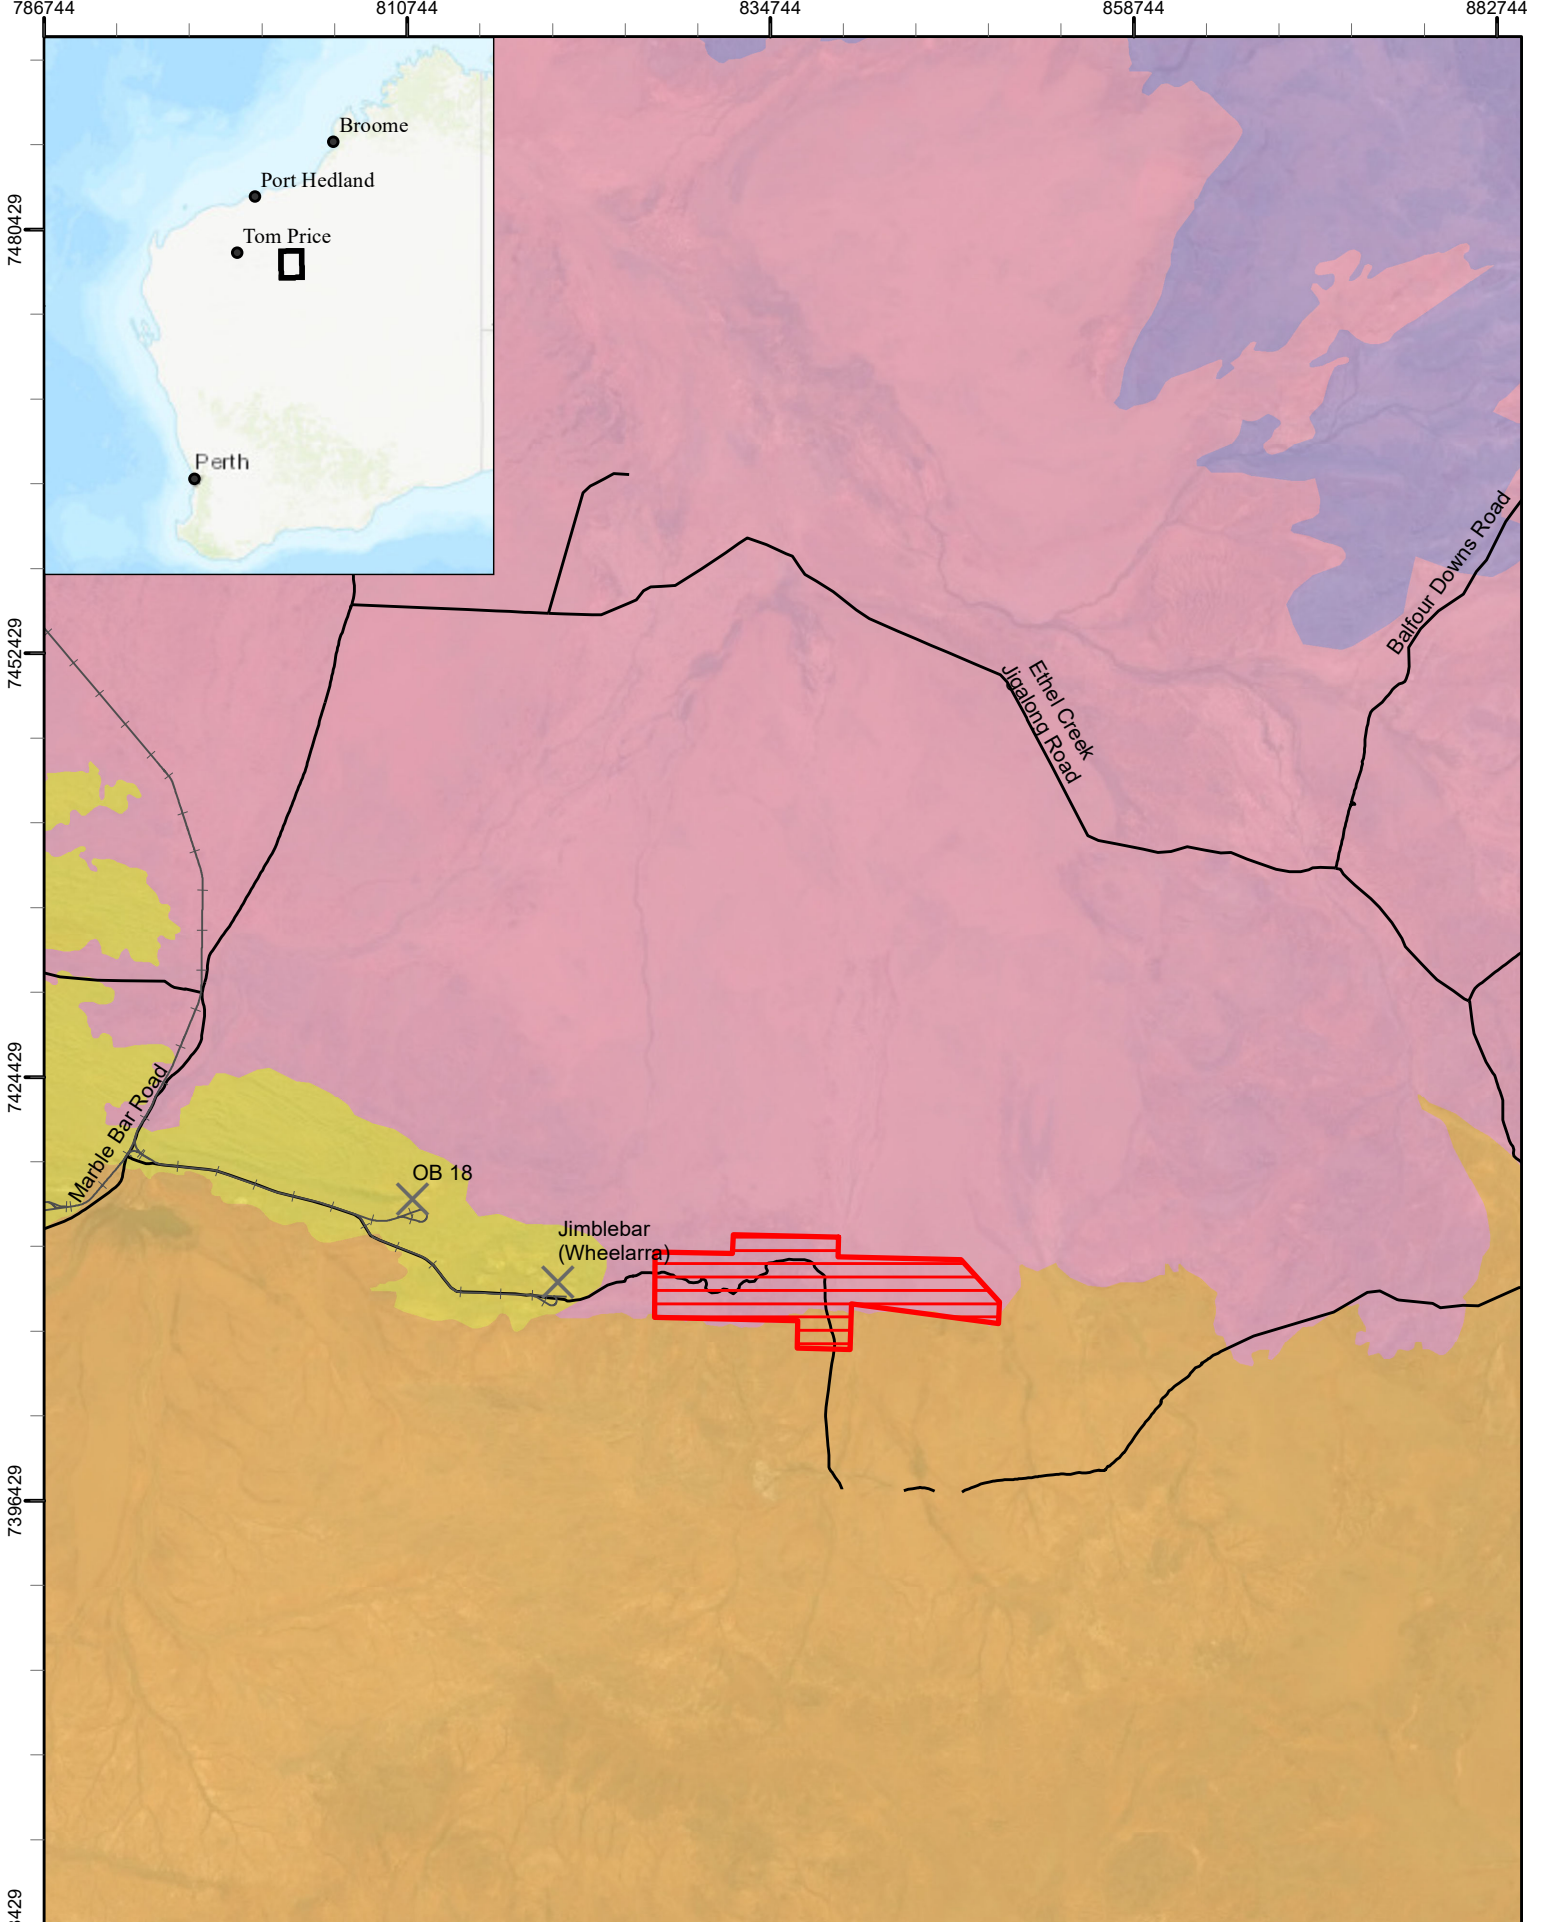 786744
810744
834744
858744
882744
7480429
7452429
7424429
7396429
Broome
Port Hedland
Tom Price
Perth
Balfour Downs Road
Ethel Creek
Jigalong Road
Marble Bar Road
OB 18
Jimblebar
(Wheelarra)